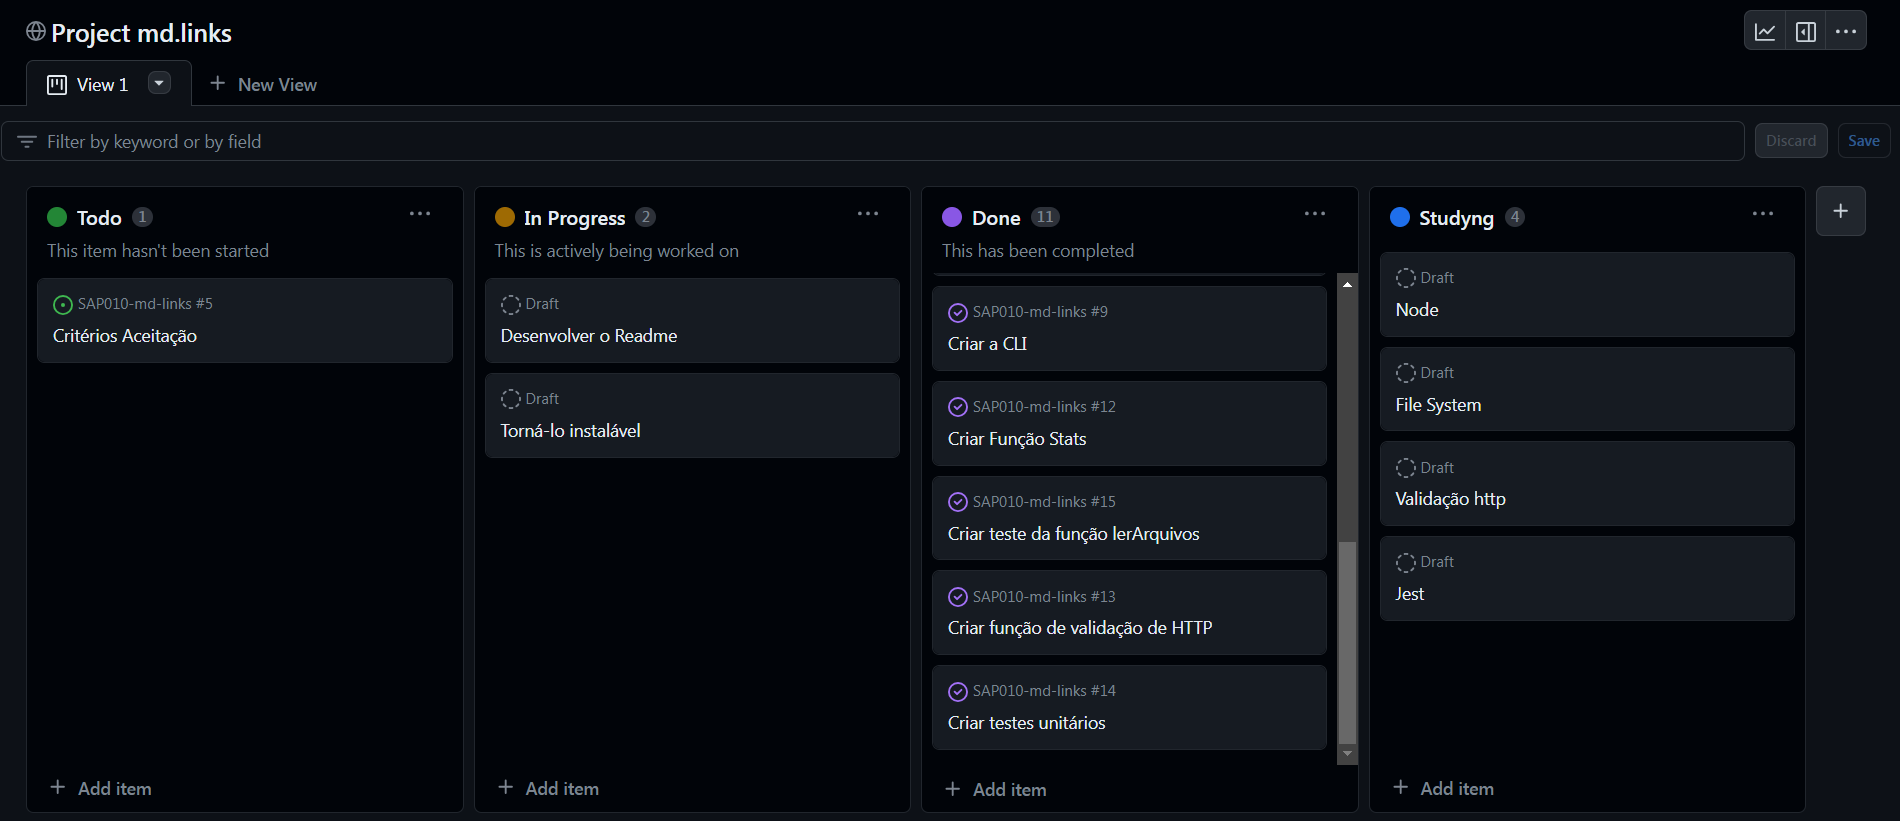 Project md.links
View 1
New View
Filter by keyword or by field
Discard
Save
Todo 1
This item hasn't been started
SAP010-md-links #5
Critérios Aceitação
Add item
In Progress 2
This is actively being worked on
Draft
Desenvolver o Readme
Draft
Torná-lo instalável
Add item
Done 11
This has been completed
SAP010-md-links #9
Criar a CLI
SAP010-md-links #12
Criar Função Stats
SAP010-md-links #15
Criar teste da função lerArquivos
SAP010-md-links #13
Criar função de validação de HTTP
SAP010-md-links #14
Criar testes unitários
Add item
Studyng 4
Draft
Node
Draft
File System
Draft
Validação http
Draft
Jest
Add item